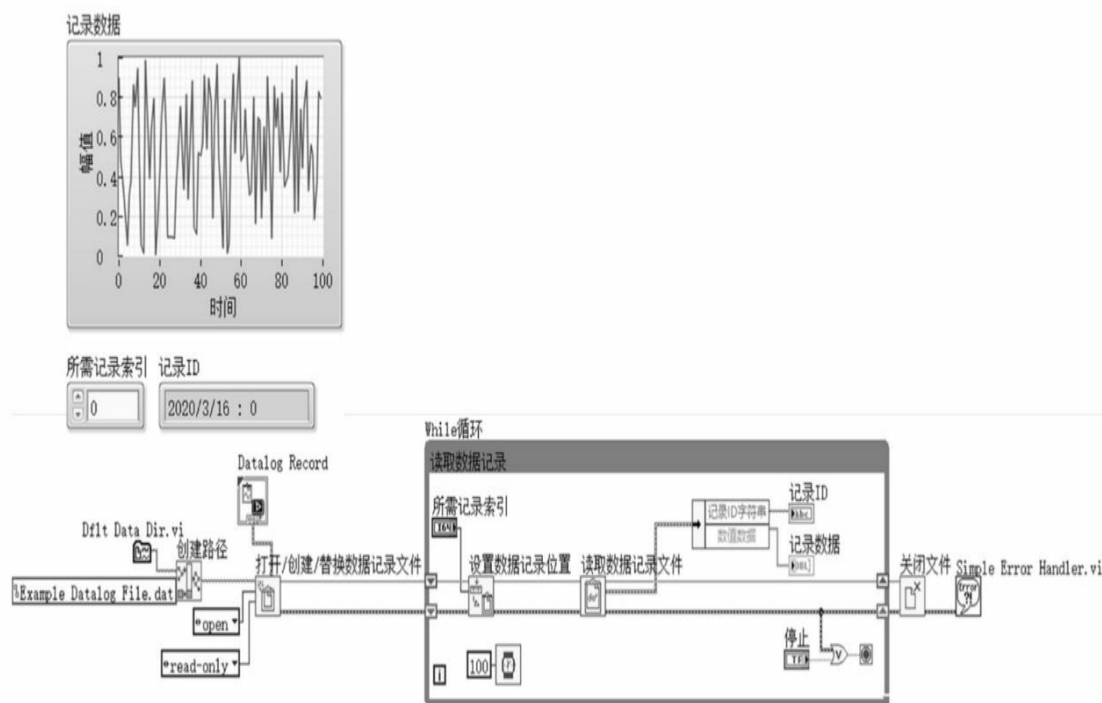 记录数据
1
0.8
0.6
0.4
0.2
0
幅值
0 20 40 60 80 100
时间
所需记录索引 记录ID
0 2020/3/16 : 0
While循环
读取数据记录
Datalog Record
所需记录索引
I64
记录ID字符串
数值数据
记录ID
abc
记录数据
DBL
Dflt Data Dir.vi
创建路径
打开/创建/替换数据记录文件
设置数据记录位置
读取数据记录文件
关闭文件
Simple Error Handler.vi
Example Datalog File.dat
open
read-only
停止
TF
100
i
Error
?!